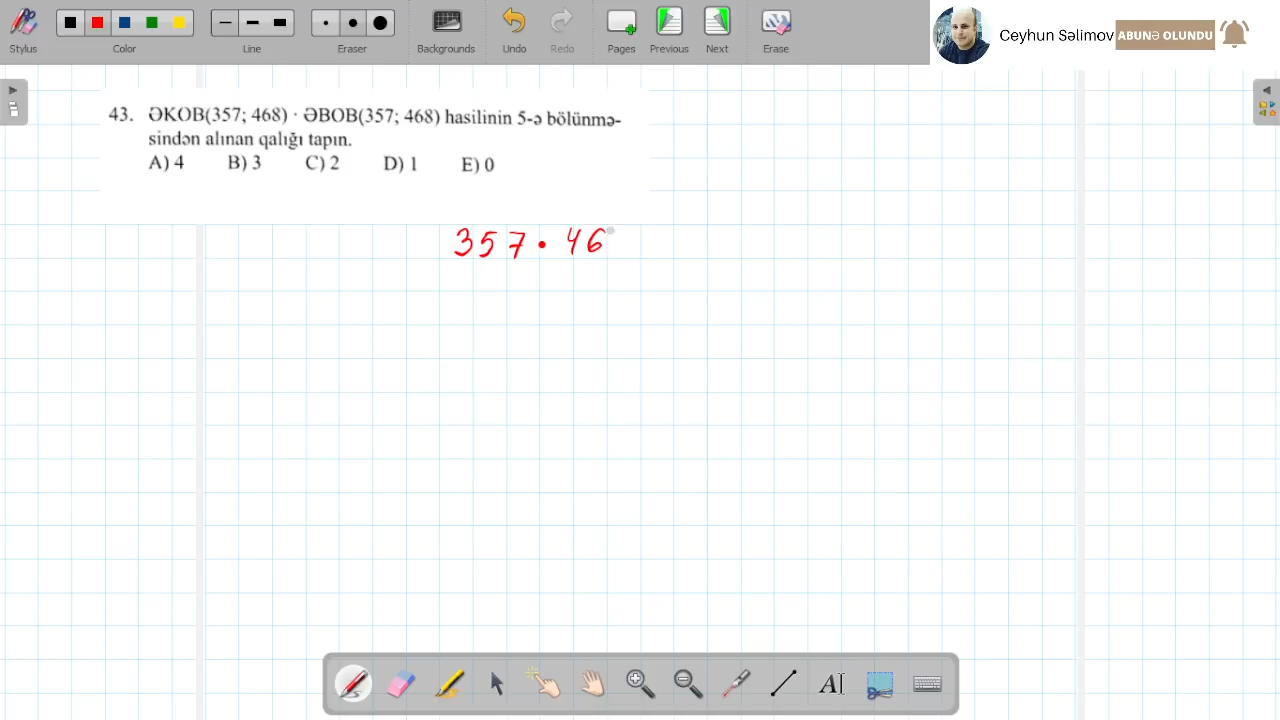 Stylus
Color
Line
Eraser
Backgrounds
Undo
Redo
Pages
Previous
Next
Erase
Ceyhun Səlimov
ABUNƏ OLUNDU
43. ƏKOB(357; 468) · ƏBOB(357; 468) hasilinin 5-ə bölünmə-
sindən alınan qalığı tapın.
A) 4 B) 3 C) 2 D) 1 E) 0
357 · 46